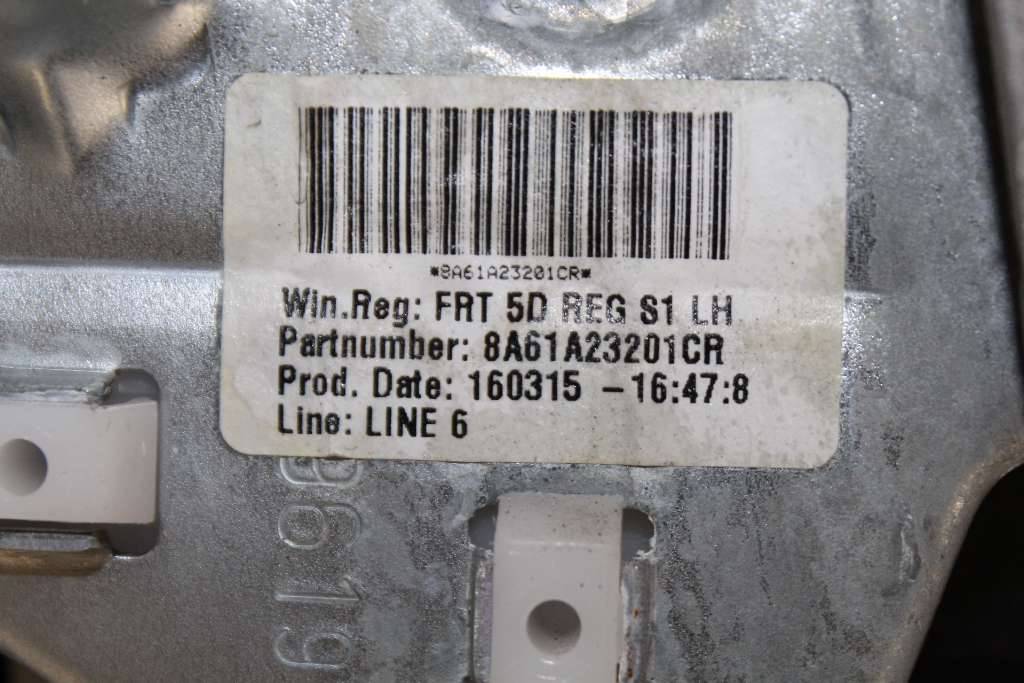 *8A61A23201CR*
Win.Reg: FRT 5D REG S1 LH
Partnumber: 8A61A23201CR
Prod. Date: 160315 -16:47:8
Line: LINE 6
9619